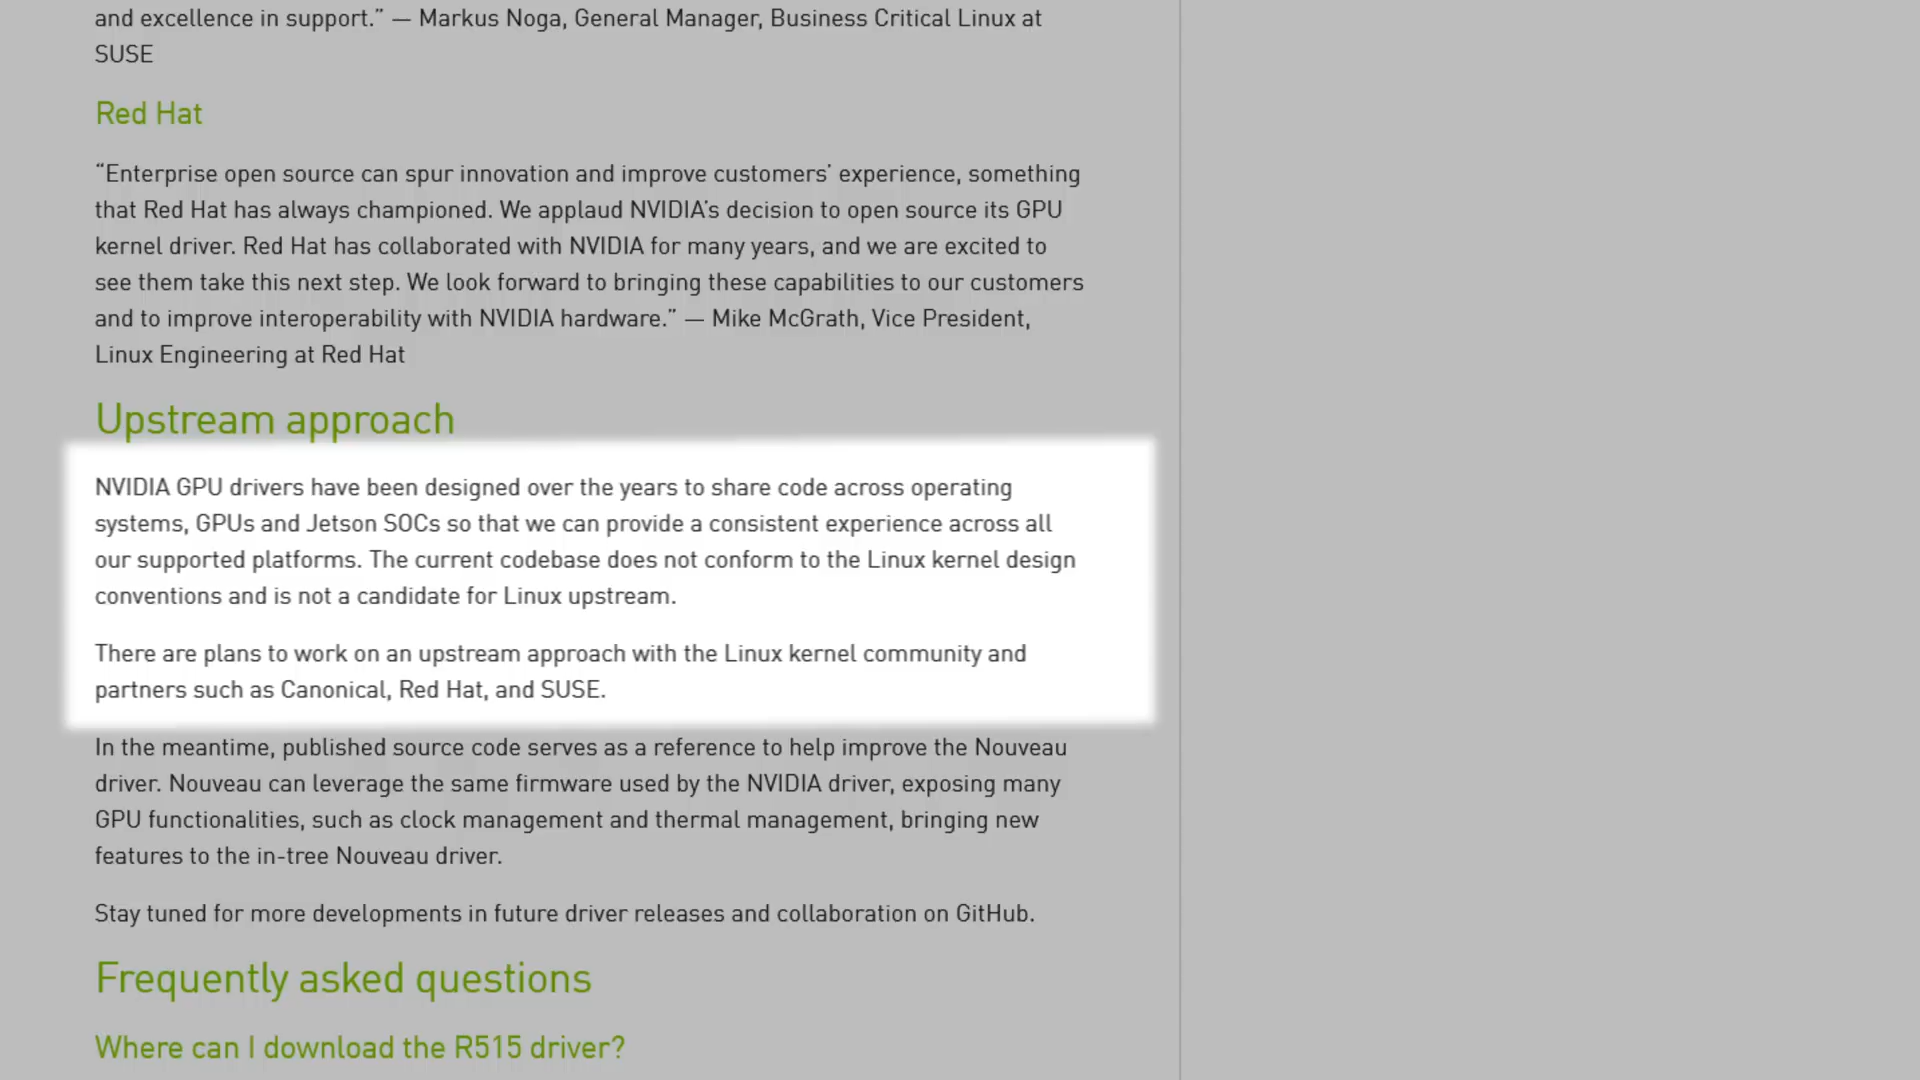 and excellence in support.” — Markus Noga, General Manager, Business Critical Linux at
SUSE
Red Hat
“Enterprise open source can spur innovation and improve customers’ experience, something
that Red Hat has always championed. We applaud NVIDIA’s decision to open source its GPU
kernel driver. Red Hat has collaborated with NVIDIA for many years, and we are excited to
see them take this next step. We look forward to bringing these capabilities to our customers
and to improve interoperability with NVIDIA hardware.” — Mike McGrath, Vice President,
Linux Engineering at Red Hat
Upstream approach
NVIDIA GPU drivers have been designed over the years to share code across operating
systems, GPUs and Jetson SOCs so that we can provide a consistent experience across all
our supported platforms. The current codebase does not conform to the Linux kernel design
conventions and is not a candidate for Linux upstream.
There are plans to work on an upstream approach with the Linux kernel community and
partners such as Canonical, Red Hat, and SUSE.
In the meantime, published source code serves as a reference to help improve the Nouveau
driver. Nouveau can leverage the same firmware used by the NVIDIA driver, exposing many
GPU functionalities, such as clock management and thermal management, bringing new
features to the in-tree Nouveau driver.
Stay tuned for more developments in future driver releases and collaboration on GitHub.
Frequently asked questions
Where can I download the R515 driver?